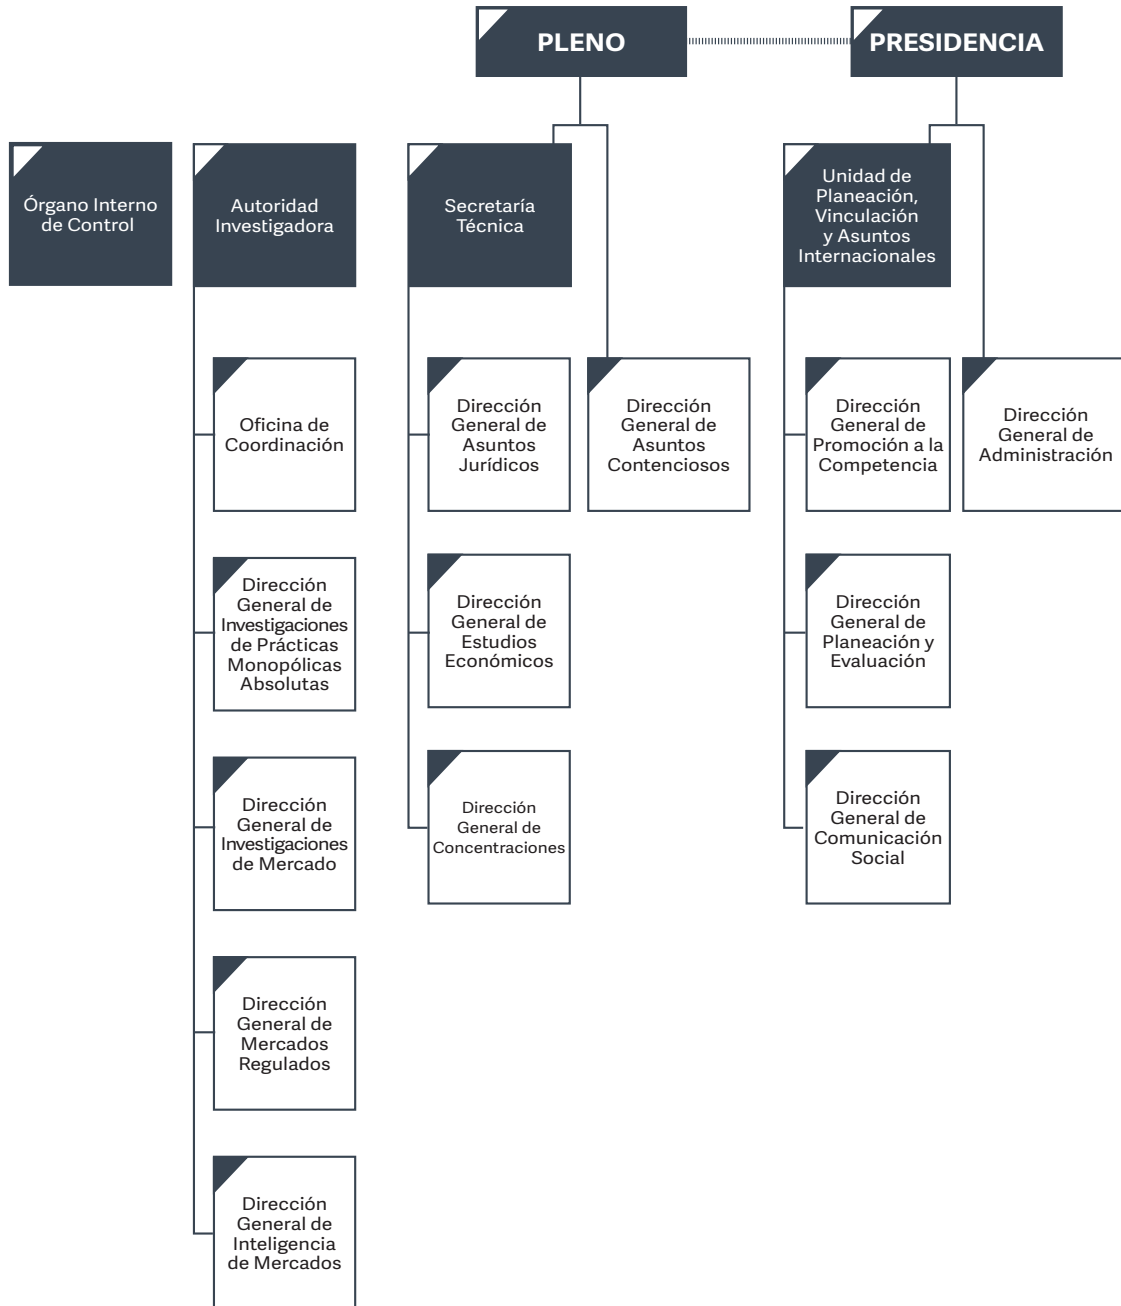 PLENO
PRESIDENCIA
Órgano Interno
de Control
Autoridad
Investigadora
Secretaría
Técnica
Unidad de
Planeación,
Vinculación
y Asuntos
Internacionales
Oficina de
Coordinación
Dirección
General de
Asuntos
Jurídicos
Dirección
General de
Asuntos
Contenciosos
Dirección
General de
Promoción a la
Competencia
Dirección
General de
Administración
Dirección
General de
Investigaciones
de Prácticas
Monopólicas
Absolutas
Dirección
General de
Estudios
Económicos
Dirección
General de
Planeación y
Evaluación
Dirección
General de
Investigaciones
de Mercado
Dirección
General de
Concentraciones
Dirección
General de
Comunicación
Social
Dirección
General de
Mercados
Regulados
Dirección
General de
Inteligencia
de Mercados